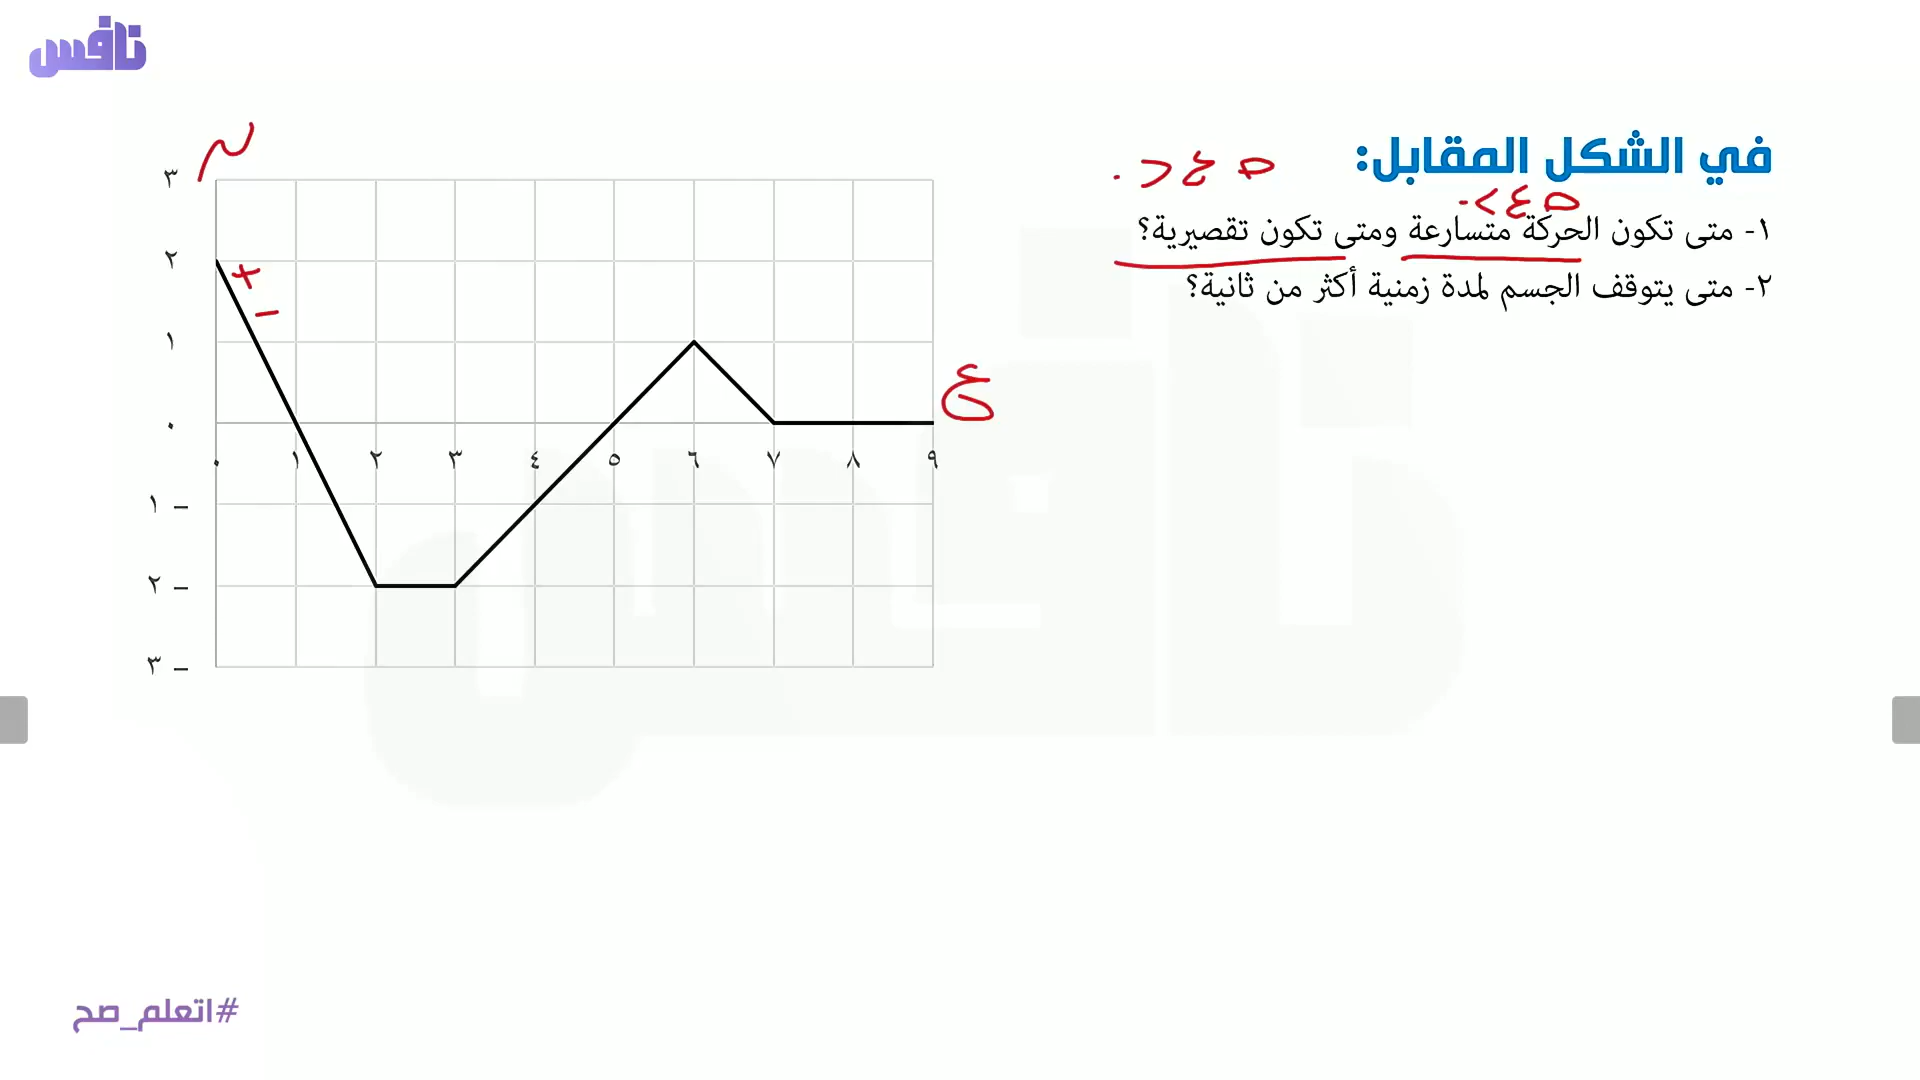 نافس
في الشكل المقابل:
١- متى تكون الحركة متسارعة ومتى تكون تقصيرية؟
٢- متى يتوقف الجسم لمدة زمنية أكثر من ثانية؟
٣
٢
١
٠
١ –
٢ –
٣ –
٠ ١ ٢ ٣ ٤ ٥ ٦ ٧ ٨ ٩
+
–
#اتعلم_صح